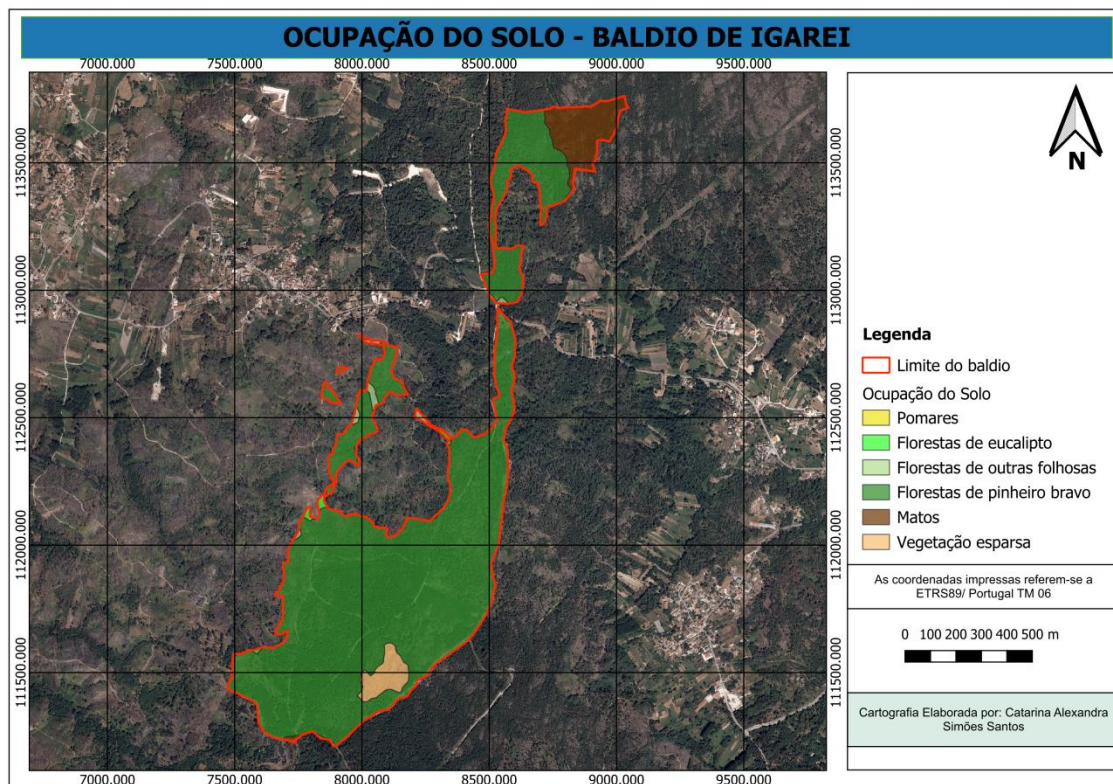 OCUPAÇÃO DO SOLO - BALDIO DE IGAREI
7000.000 7500.000 8000.000 8500.000 9000.000 9500.000
113500.000
113000.000
112500.000
112000.000
111500.000
113500.000
113000.000
112500.000
112000.000
111500.000
7000.000 7500.000 8000.000 8500.000 9000.000 9500.000
N
Legenda
Limite do baldio
Ocupação do Solo
Pomares
Florestas de eucalipto
Florestas de outras folhosas
Florestas de pinheiro bravo
Matos
Vegetação esparsa
As coordenadas impressas referem-se a
ETRS89/ Portugal TM 06
0 100 200 300 400 500 m
Cartografia Elaborada por: Catarina Alexandra
Simões Santos